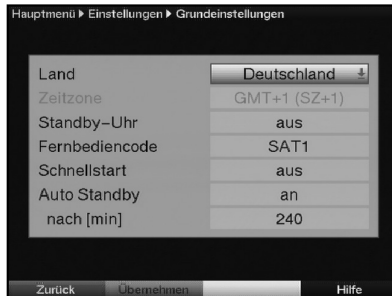 Hauptmenü ▶ Einstellungen ▶ Grundeinstellungen
Land Deutschland
Zeitzone GMT+1 (SZ+1)
Standby-Uhr aus
Fernbediencode SAT1
Schnellstart aus
Auto Standby an
nach [min] 240
Zurück Übernehmen Hilfe